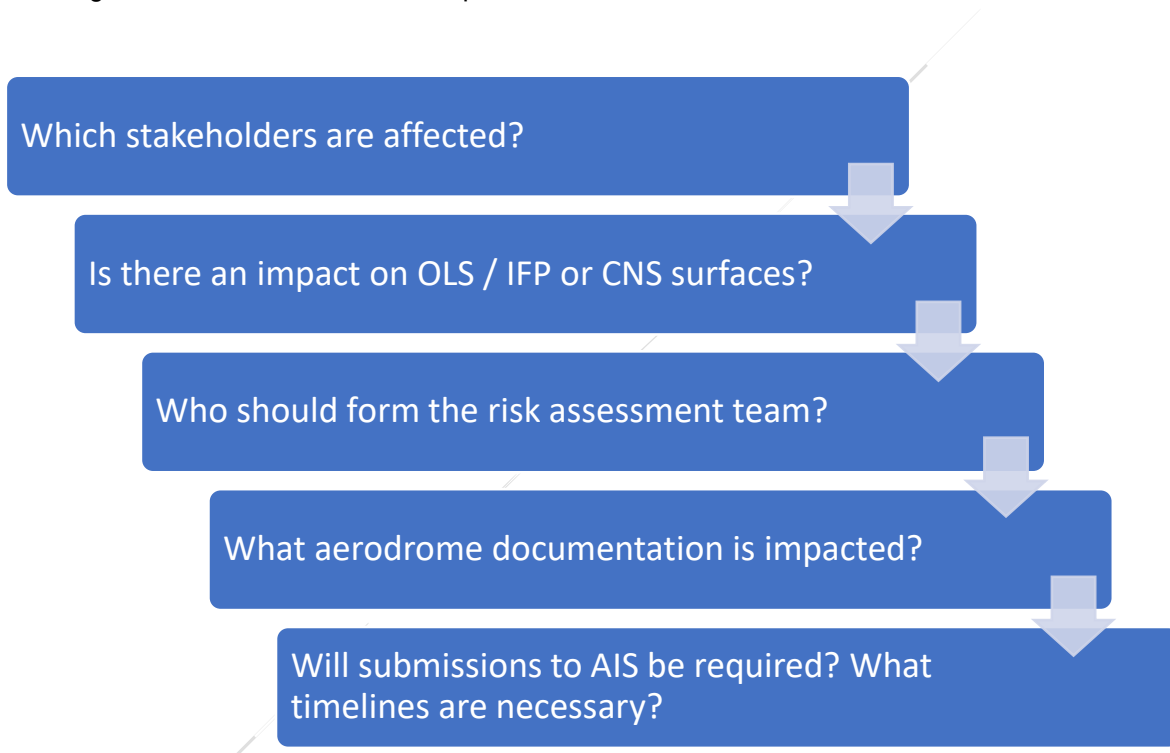 Which stakeholders are affected?
Is there an impact on OLS / IFP or CNS surfaces?
Who should form the risk assessment team?
What aerodrome documentation is impacted?
Will submissions to AIS be required? What
timelines are necessary?